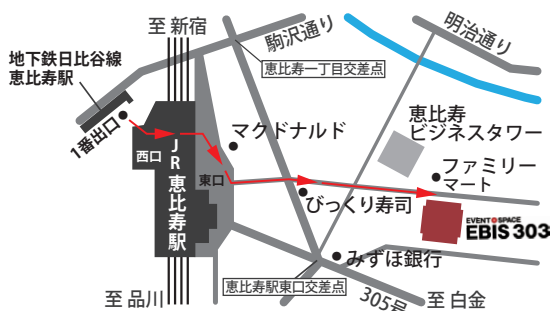 至 新宿
駒沢通り
明治通り
地下鉄日比谷線
恵比寿駅
恵比寿一丁目交差点
1番出口
西口
JR恵比寿駅
東口
マクドナルド
恵比寿
ビジネスタワー
ファミリー
マート
びっくり寿司
EVENT SPACE
EBIS 303
みずほ銀行
恵比寿駅東口交差点
至 品川
305号
至 白金